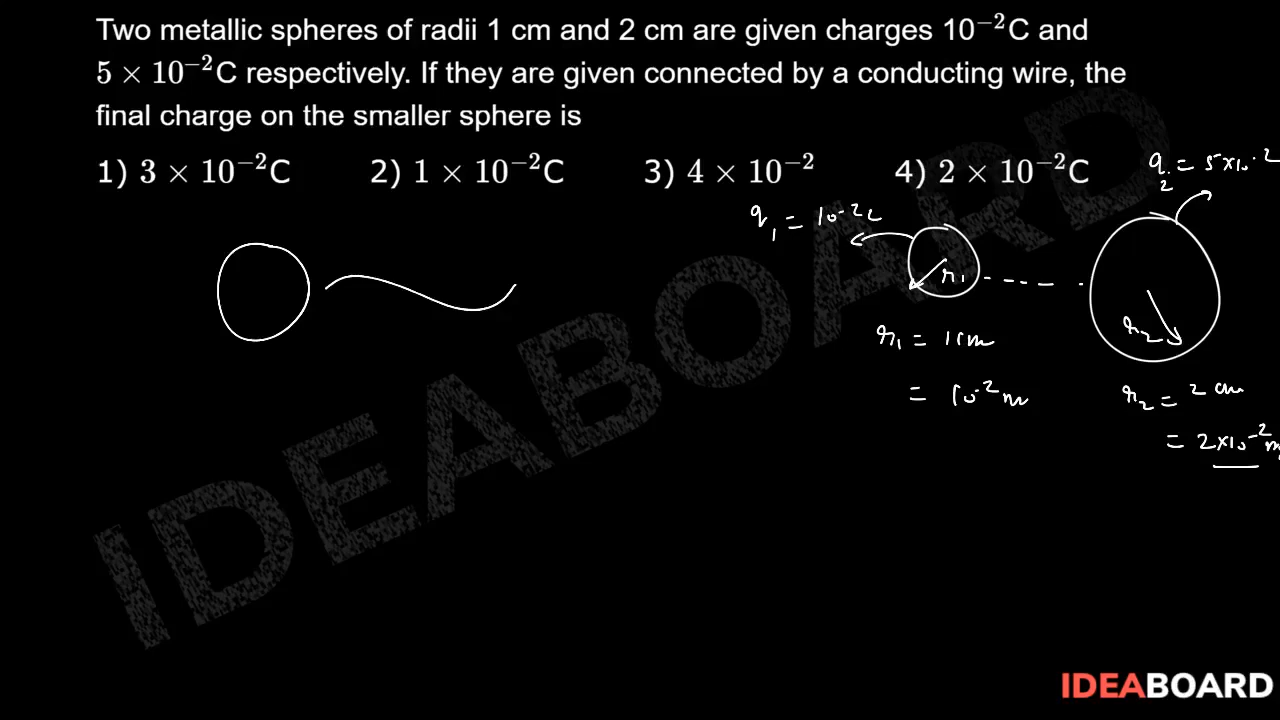 Two metallic spheres of radii 1 cm and 2 cm are given charges 10⁻²C and
5 × 10⁻²C respectively. If they are given connected by a conducting wire, the
final charge on the smaller sphere is
1) 3 × 10⁻²C 2) 1 × 10⁻²C 3) 4 × 10⁻² 4) 2 × 10⁻²C
q₂ = 5×10⁻²
q₁ = 10⁻²C
r₁
r₂
r₁ = 1cm
= 10⁻²m
r₂ = 2 cm
= 2×10⁻²m
IDEABOARD
IDEABOARD